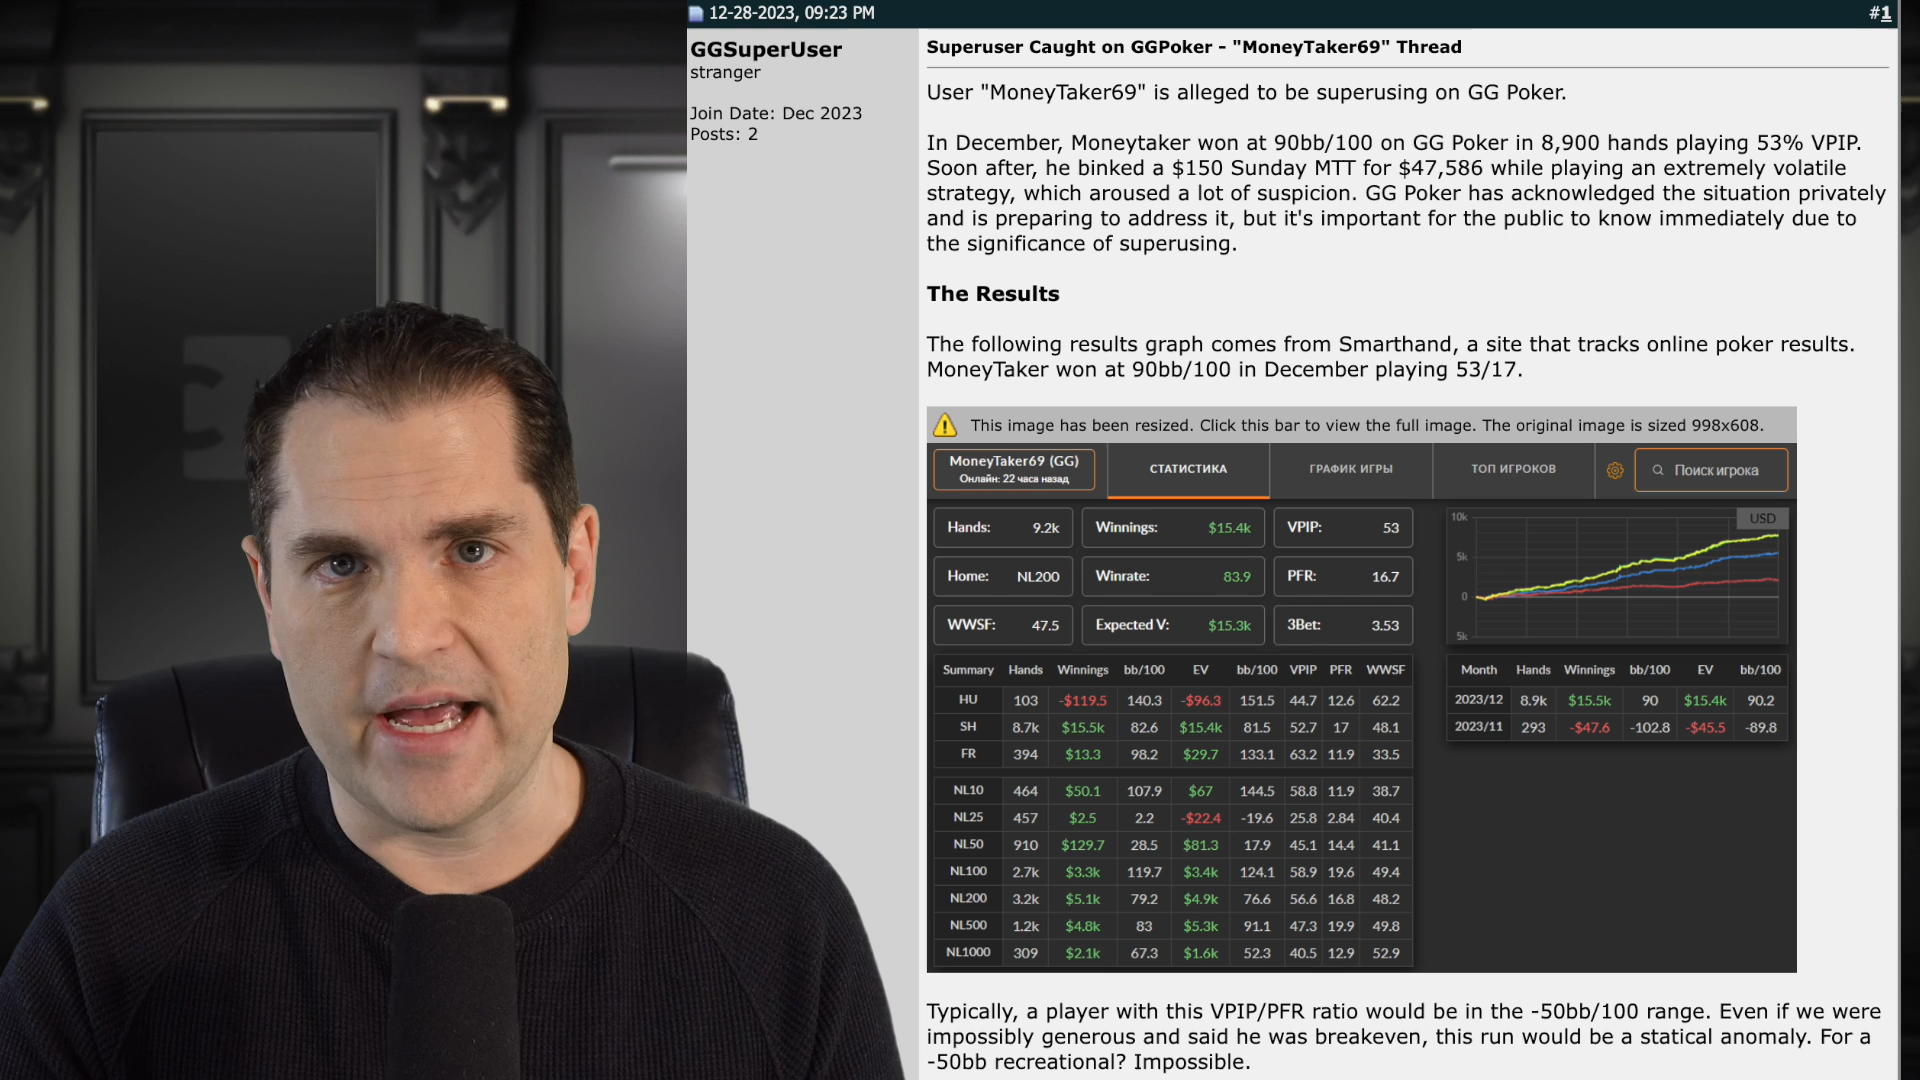 12-28-2023, 09:23 PM
#1
GGSuperUser
stranger
Join Date: Dec 2023
Posts: 2
Superuser Caught on GGPoker - "MoneyTaker69" Thread
User "MoneyTaker69" is alleged to be superusing on GG Poker.
In December, Moneytaker won at 90bb/100 on GG Poker in 8,900 hands playing 53% VPIP.
Soon after, he binked a $150 Sunday MTT for $47,586 while playing an extremely volatile
strategy, which aroused a lot of suspicion. GG Poker has acknowledged the situation privately
and is preparing to address it, but it's important for the public to know immediately due to
the significance of superusing.
The Results
The following results graph comes from Smarthand, a site that tracks online poker results.
MoneyTaker won at 90bb/100 in December playing 53/17.
This image has been resized. Click this bar to view the full image. The original image is sized 998x608.
MoneyTaker69 (GG)
Онлайн: 22 часа назад
СТАТИСТИКА
ГРАФИК ИГРЫ
ТОП ИГРОКОВ
Поиск игрока
Hands: 9.2k Winnings: $15.4k VPIP: 53
Home: NL200 Winrate: 83.9 PFR: 16.7
WWSF: 47.5 Expected V: $15.3k 3Bet: 3.53
USD
10k
5k
0
5k
Summary Hands Winnings bb/100 EV bb/100 VPIP PFR WWSF
HU 103 -$119.5 140.3 -$96.3 151.5 44.7 12.6 62.2
SH 8.7k $15.5k 82.6 $15.4k 81.5 52.7 17 48.1
FR 394 $13.3 98.2 $29.7 133.1 63.2 11.9 33.5
NL10 464 $50.1 107.9 $67 144.5 58.8 11.9 38.7
NL25 457 $2.5 2.2 -$22.4 -19.6 25.8 2.84 40.4
NL50 910 $129.7 28.5 $81.3 17.9 45.1 14.4 41.1
NL100 2.7k $3.3k 119.7 $3.4k 124.1 58.9 19.6 49.4
NL200 3.2k $5.1k 79.2 $4.9k 76.6 56.6 16.8 48.2
NL500 1.2k $4.8k 83 $5.3k 91.1 47.3 19.9 49.8
NL1000 309 $2.1k 67.3 $1.6k 52.3 40.5 12.9 52.9
Month Hands Winnings bb/100 EV bb/100
2023/12 8.9k $15.5k 90 $15.4k 90.2
2023/11 293 -$47.6 -102.8 -$45.5 -89.8
Typically, a player with this VPIP/PFR ratio would be in the -50bb/100 range. Even if we were
impossibly generous and said he was breakeven, this run would be a statical anomaly. For a
-50bb recreational? Impossible.